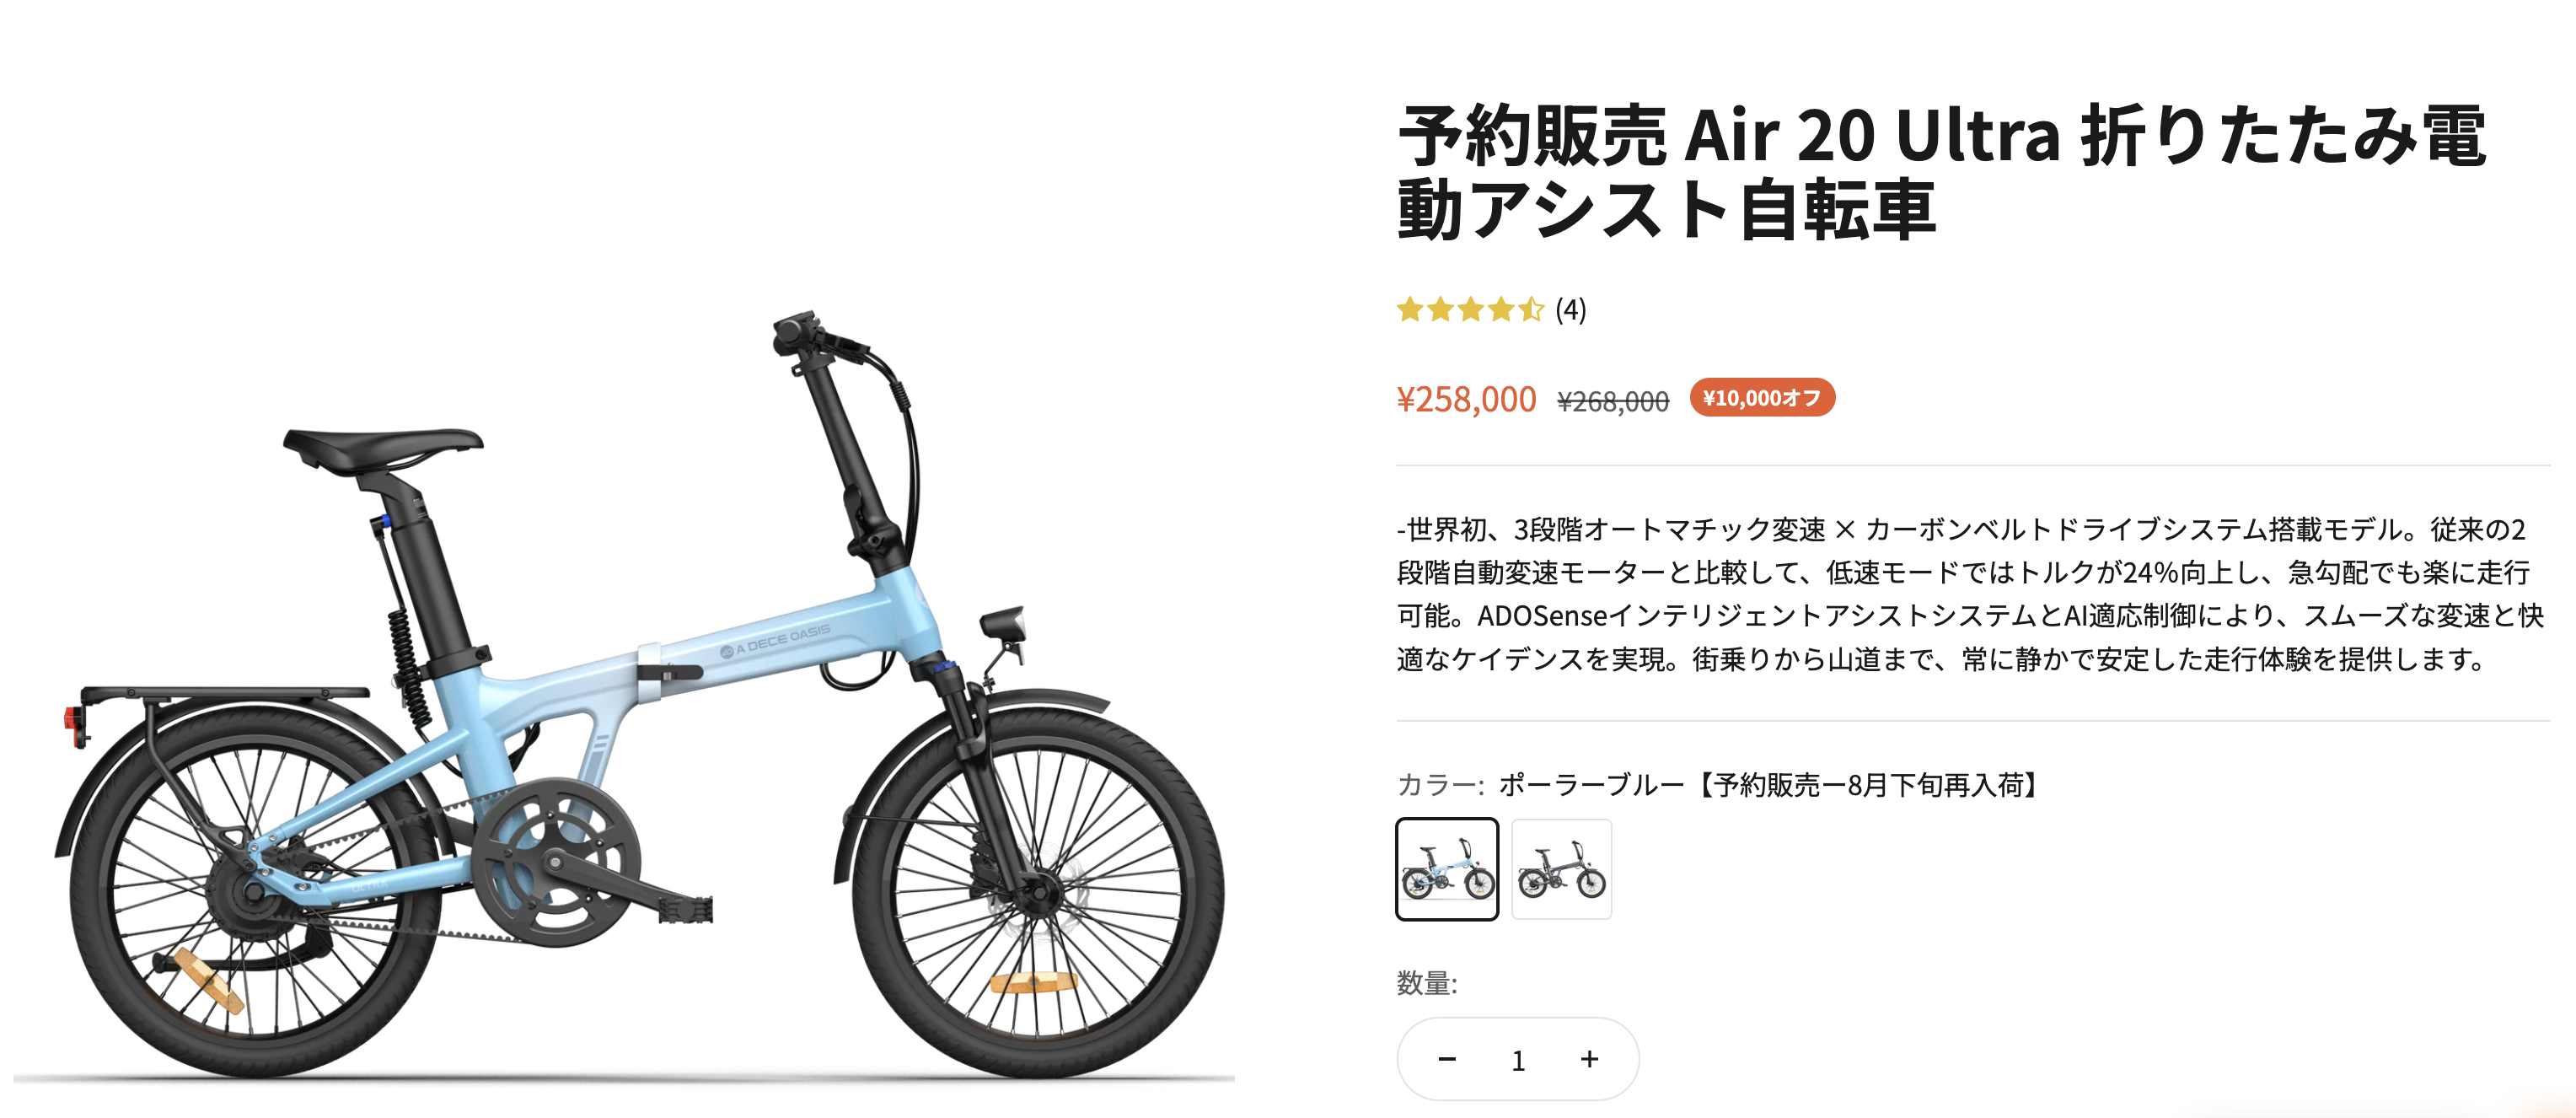 予約販売 Air 20 Ultra 折りたたみ電
動アシスト自転車
(4)
¥258,000 ¥268,000 ¥10,000オフ
-世界初、3段階オートマチック変速 × カーボンベルトドライブシステム搭載モデル。従来の2
段階自動変速モーターと比較して、低速モードではトルクが24%向上し、急勾配でも楽に走行
可能。ADOSenseインテリジェントアシストシステムとAI適応制御により、スムーズな変速と快
適なケイデンスを実現。街乗りから山道まで、常に静かで安定した走行体験を提供します。
カラー: ポーラーブルー【予約販売ー8月下旬再入荷】
数量:
− 1 +
A DECE OASIS
ULTRA